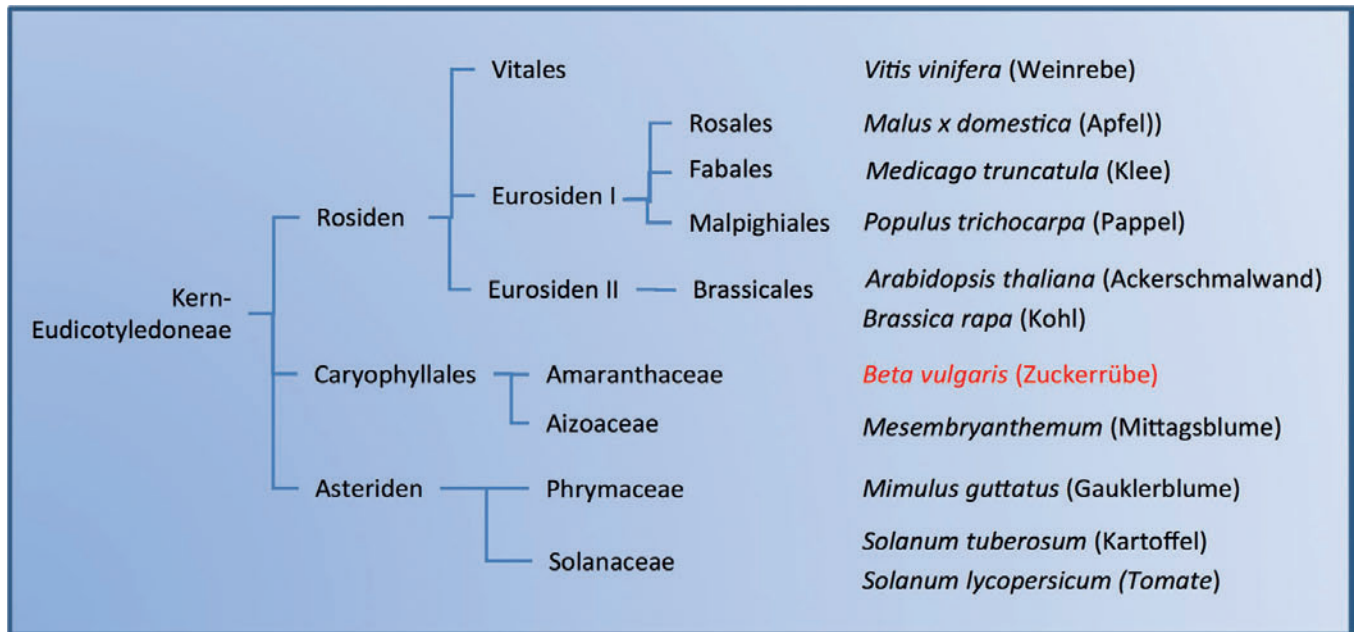 Vitales
Vitis vinifera (Weinrebe)
Rosales
Malus x domestica (Apfel))
Fabales
Medicago truncatula (Klee)
Eurosiden I
Rosiden
Malpighiales
Populus trichocarpa (Pappel)
Eurosiden II
Brassicales
Arabidopsis thaliana (Ackerschmalwand)
Brassica rapa (Kohl)
Kern-
Eudicotyledoneae
Caryophyllales
Amaranthaceae
Beta vulgaris (Zuckerrübe)
Aizoaceae
Mesembryanthemum (Mittagsblume)
Asteriden
Phrymaceae
Mimulus guttatus (Gauklerblume)
Solanaceae
Solanum tuberosum (Kartoffel)
Solanum lycopersicum (Tomate)